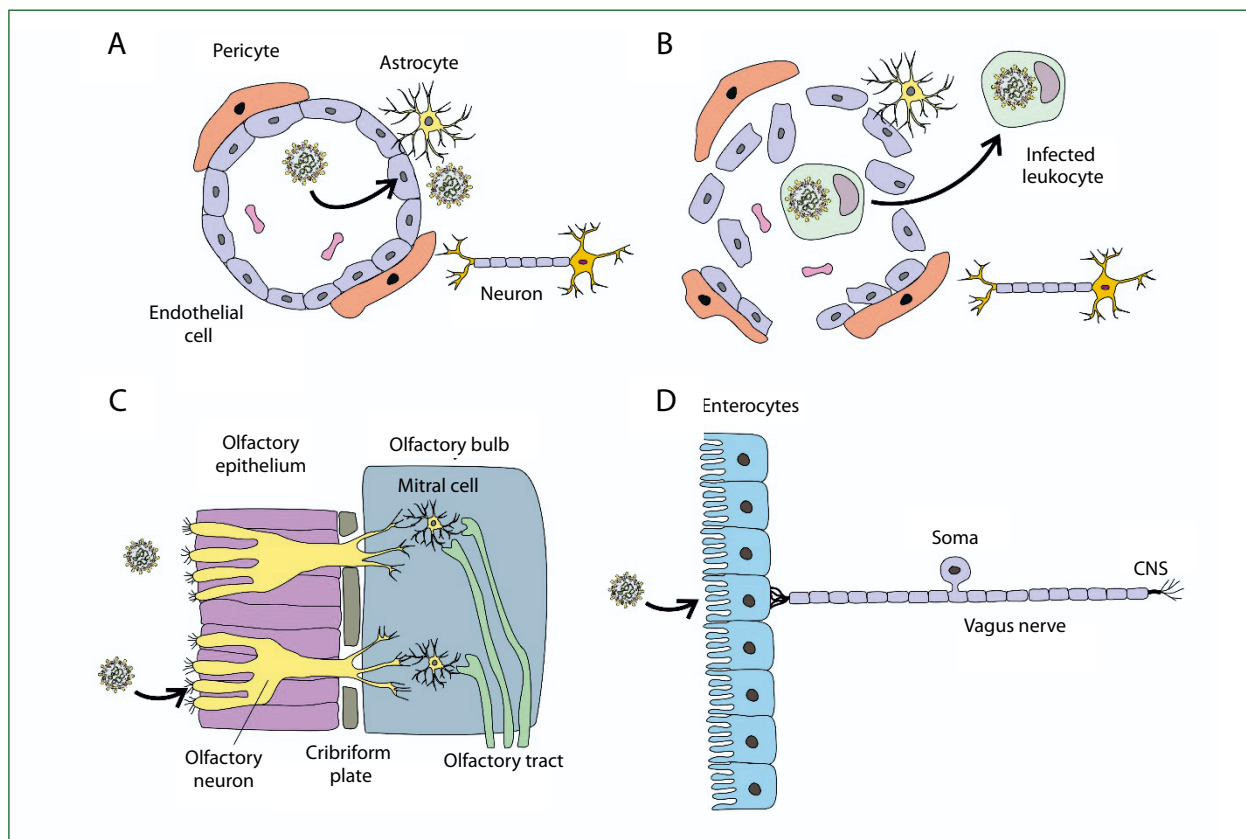 A
Pericyte
Astrocyte
Endothelial
cell
Neuron
B
Infected
leukocyte
C
Olfactory
epithelium
Olfactory bulb
Mitral cell
Olfactory
neuron
Cribriform
plate
Olfactory tract
D
Enterocytes
Soma
CNS
Vagus nerve